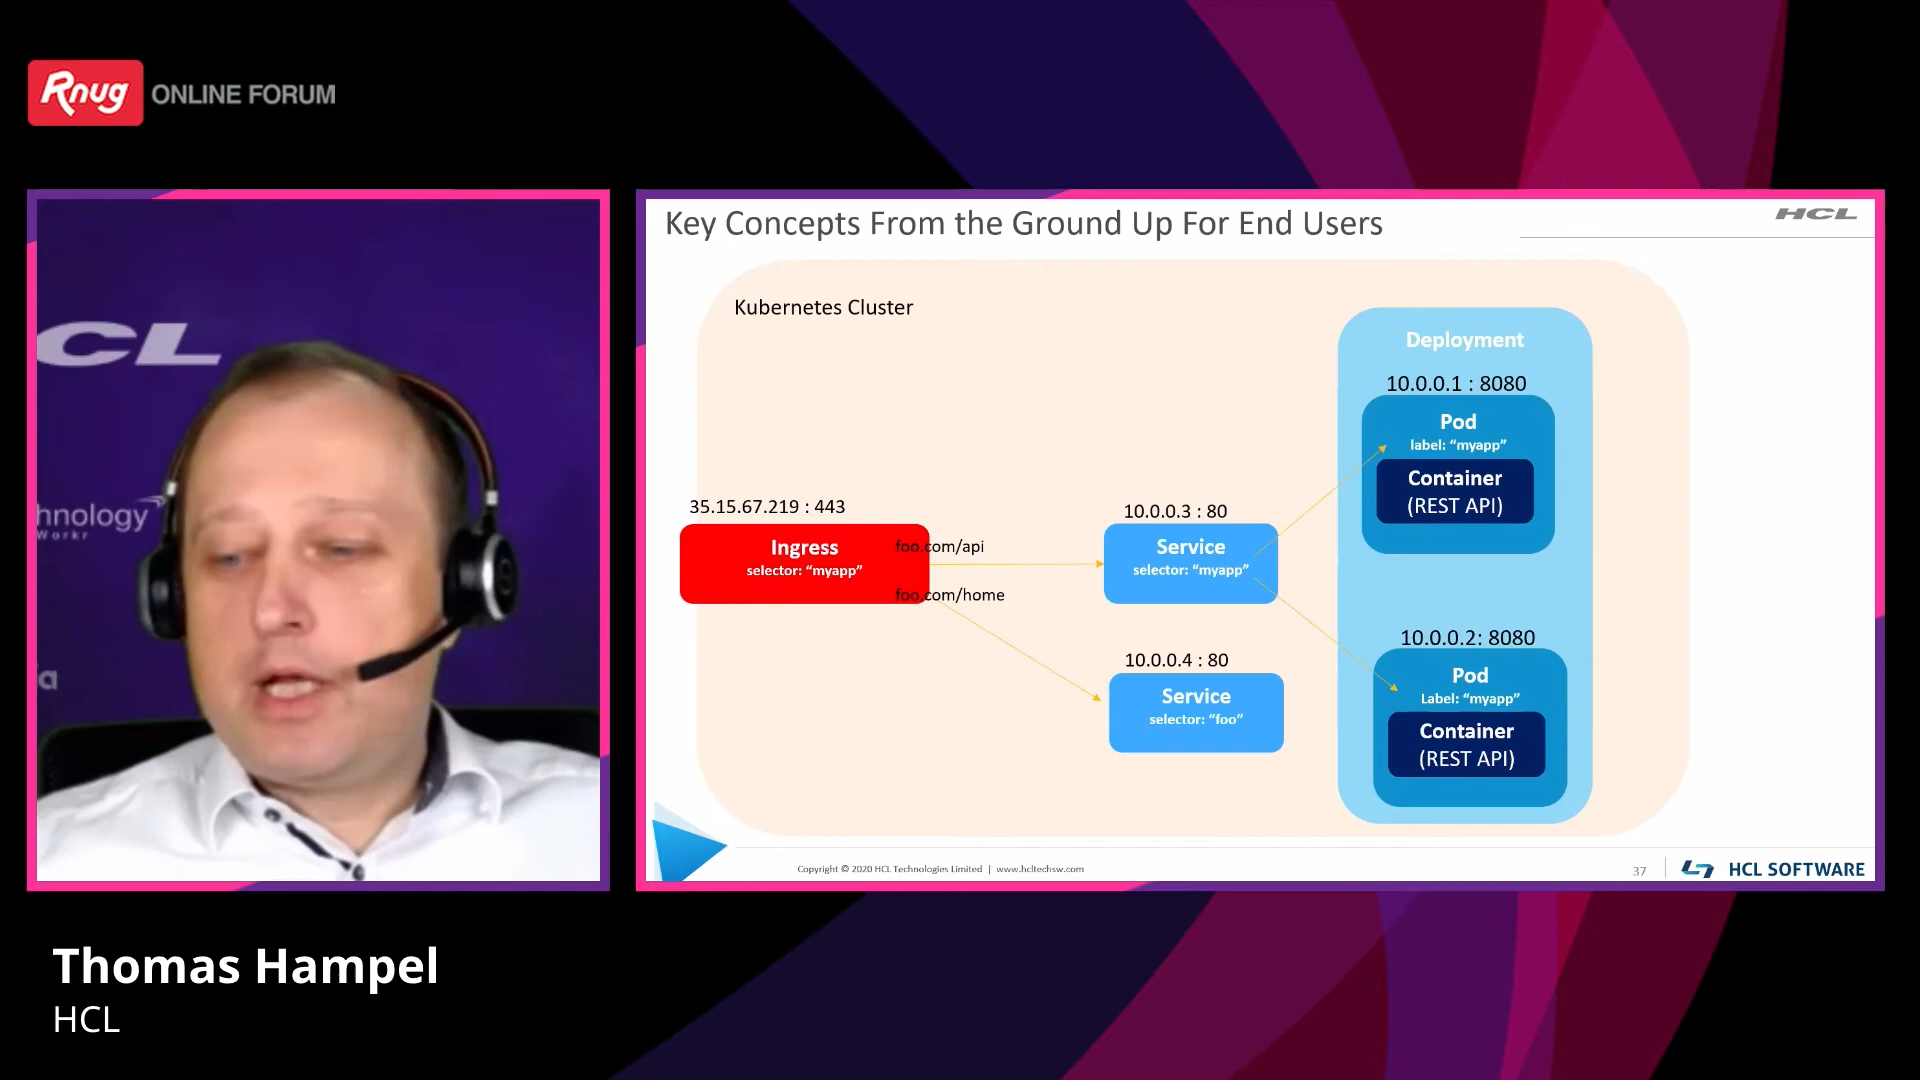 Rnug ONLINE FORUM
CL
hnology
Workr
ia
Thomas Hampel
HCL
Key Concepts From the Ground Up For End Users
HCL
Kubernetes Cluster
Deployment
10.0.0.1 : 8080
Pod
label: “myapp”
Container
(REST API)
35.15.67.219 : 443
Ingress
selector: “myapp”
foo.com/api
foo.com/home
10.0.0.3 : 80
Service
selector: “myapp”
10.0.0.4 : 80
Service
selector: “foo”
10.0.0.2: 8080
Pod
Label: “myapp”
Container
(REST API)
Copyright © 2020 HCL Technologies Limited | www.hcltechsw.com
37
HCL SOFTWARE